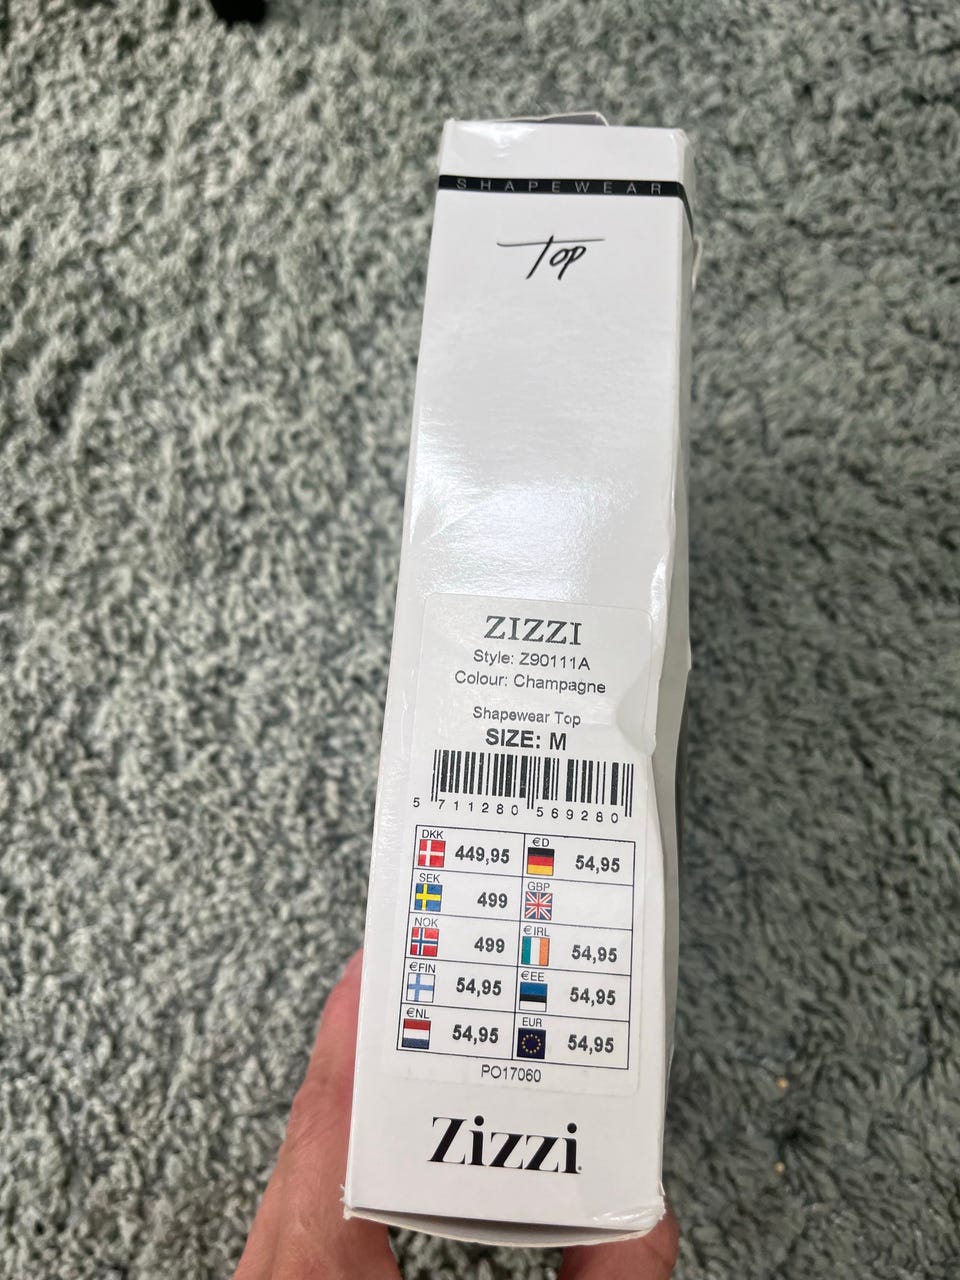 SHAPEWEAR
Top
ZIZZI
Style: Z90111A
Colour: Champagne
Shapewear Top
SIZE: M
5 711280 569280
DKK 449,95 €D 54,95
SEK 499 GBP
NOK 499 €IRL 54,95
€FIN 54,95 €EE 54,95
€NL 54,95 EUR 54,95
PO17060
Zizzi